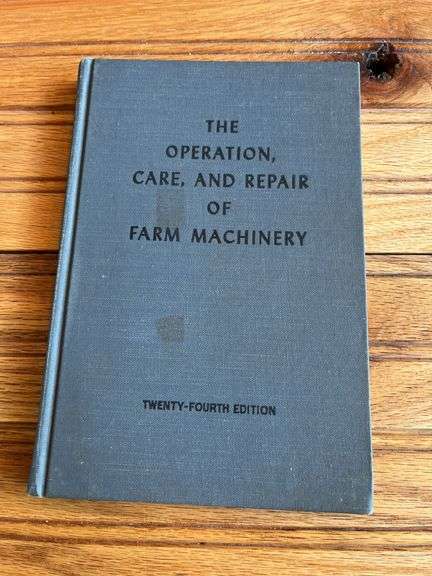 THE
OPERATION,
CARE, AND REPAIR
OF
FARM MACHINERY
TWENTY-FOURTH EDITION